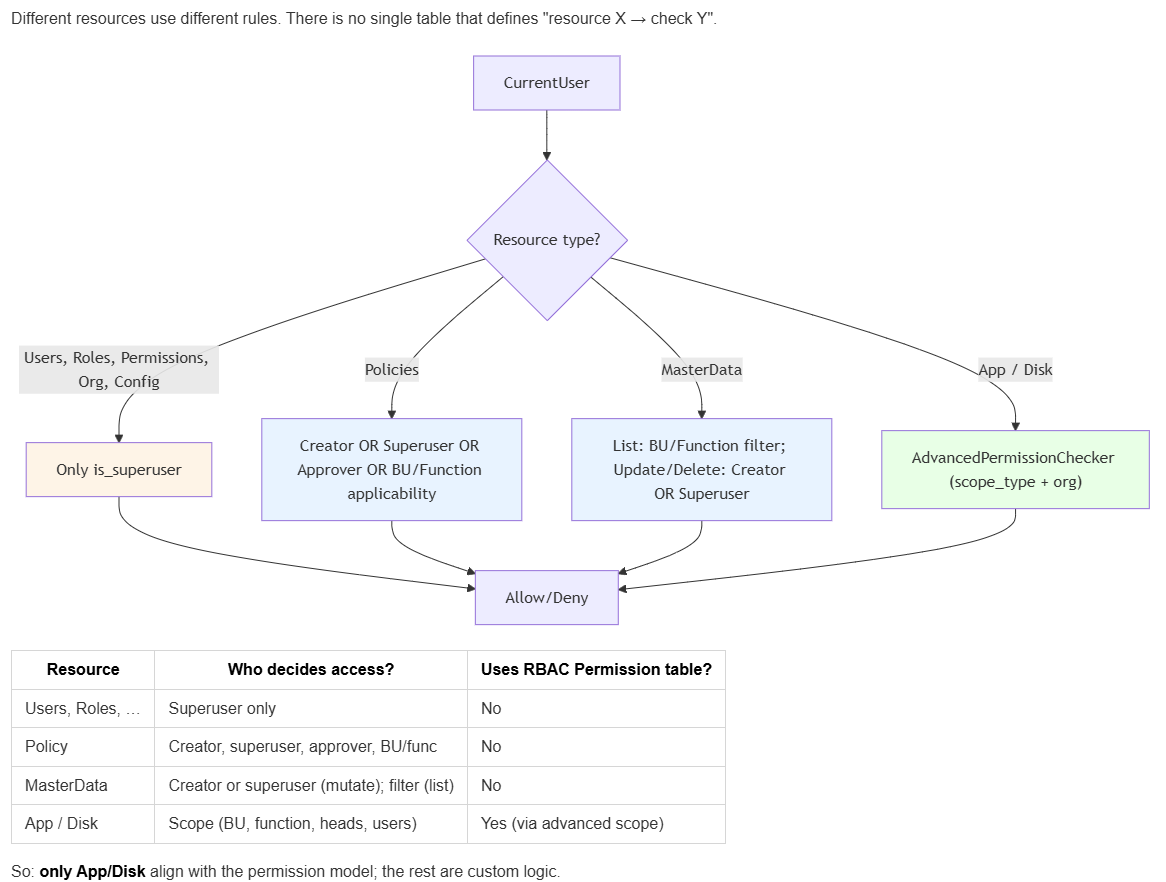 Different resources use different rules. There is no single table that defines "resource X → check Y".
CurrentUser
Resource type?
Users, Roles, Permissions,
Org, Config
Policies
MasterData
App / Disk
Only is_superuser
Creator OR Superuser OR
Approver OR BU/Function
applicability
List: BU/Function filter;
Update/Delete: Creator
OR Superuser
AdvancedPermissionChecker
(scope_type + org)
Allow/Deny
Resource Who decides access? Uses RBAC Permission table?
Users, Roles, … Superuser only No
Policy Creator, superuser, approver, BU/func No
MasterData Creator or superuser (mutate); filter (list) No
App / Disk Scope (BU, function, heads, users) Yes (via advanced scope)
So: only App/Disk align with the permission model; the rest are custom logic.